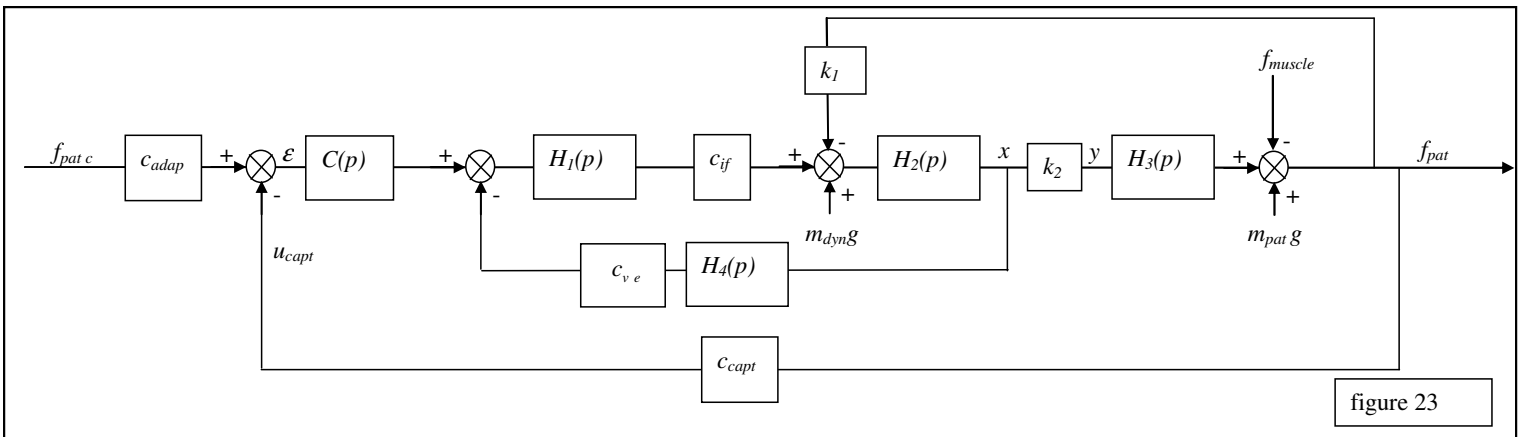 k1
fmuscle
fpat c
cadap
+
ε
C(p)
+
H1(p)
cif
+
-
H2(p)
x
k2
y
H3(p)
+
-
fpat
-
-
+
+
ucapt
mdyng
mpat g
cv e
H4(p)
ccapt
figure 23